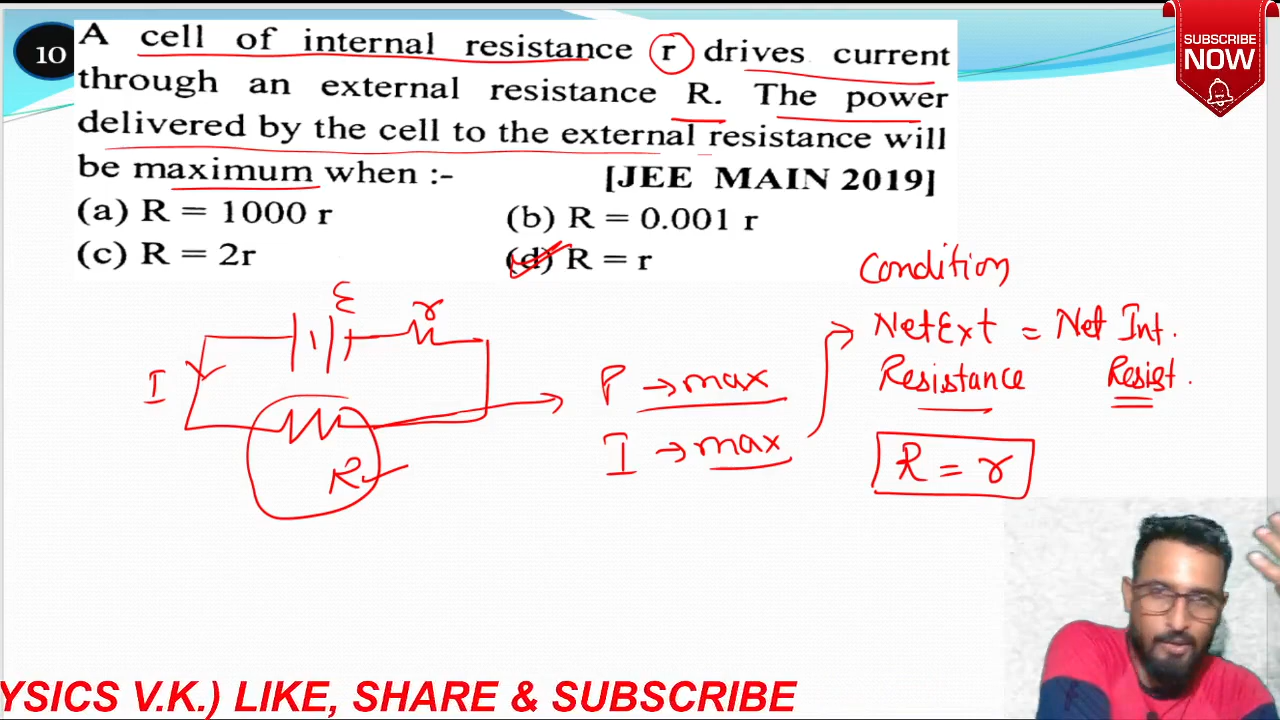 SUBSCRIBE
NOW
10
A cell of internal resistance r drives current
through an external resistance R. The power
delivered by the cell to the external resistance will
be maximum when :-
[JEE MAIN 2019]
(a) R = 1000 r
(b) R = 0.001 r
(c) R = 2r
(d) R = r
Condition
Net Ext = Net Int.
Resistance Resist.
R = r
ε
r
I
R
P → max
I → max
YSICS V.K.) LIKE, SHARE & SUBSCRIBE